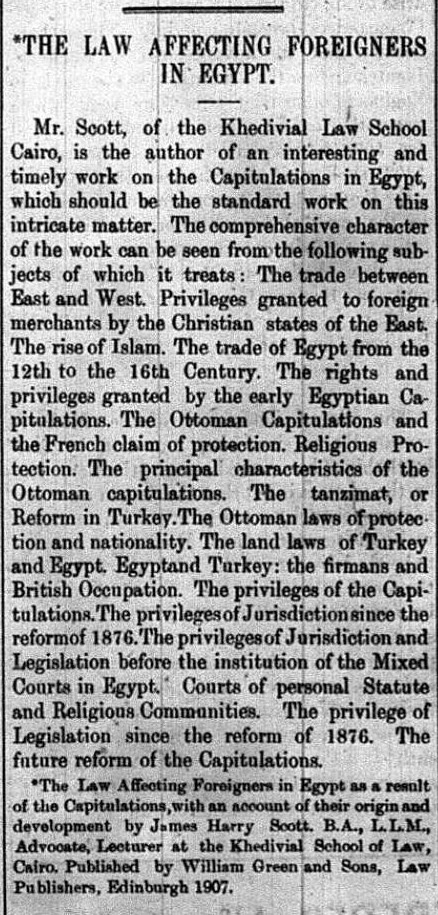 *THE LAW AFFECTING FOREIGNERS
IN EGYPT.
Mr. Scott, of the Khedivial Law School
Cairo, is the author of an interesting and
timely work on the Capitulations in Egypt,
which should be the standard work on this
intricate matter. The comprehensive character
of the work can be seen from the following sub-
jects of which it treats: The trade between
East and West. Privileges granted to foreign
merchants by the Christian states of the East.
The rise of Islam. The trade of Egypt from the
12th to the 16th Century. The rights and
privileges granted by the early Egyptian Ca-
pitulations. The Ottoman Capitulations and
the French claim of protection. Religious Pro-
tection. The principal characteristics of the
Ottoman capitulations. The tanzimat, or
Reform in Turkey.The Ottoman laws of protec-
tion and nationality. The land laws of Turkey
and Egypt. Egyptand Turkey: the firmans and
British Occupation. The privileges of the Capi-
tulations.The privileges of Jurisdiction since the
reformof 1876.The privileges of Jurisdiction and
Legislation before the institution of the Mixed
Courts in Egypt. Courts of personal Statute
and Religious Communities. The privilege of
Legislation since the reform of 1876. The
future reform of the Capitulations.
*The Law Affecting Foreigners in Egypt as a result
of the Capitulations,with an account of their origin and
development by James Harry Scott. B.A., L.L.M.,
Advocate, Lecturer at the Khedivial School of Law,
Cairo. Published by William Green and Sons, Law
Publishers, Edinburgh 1907.